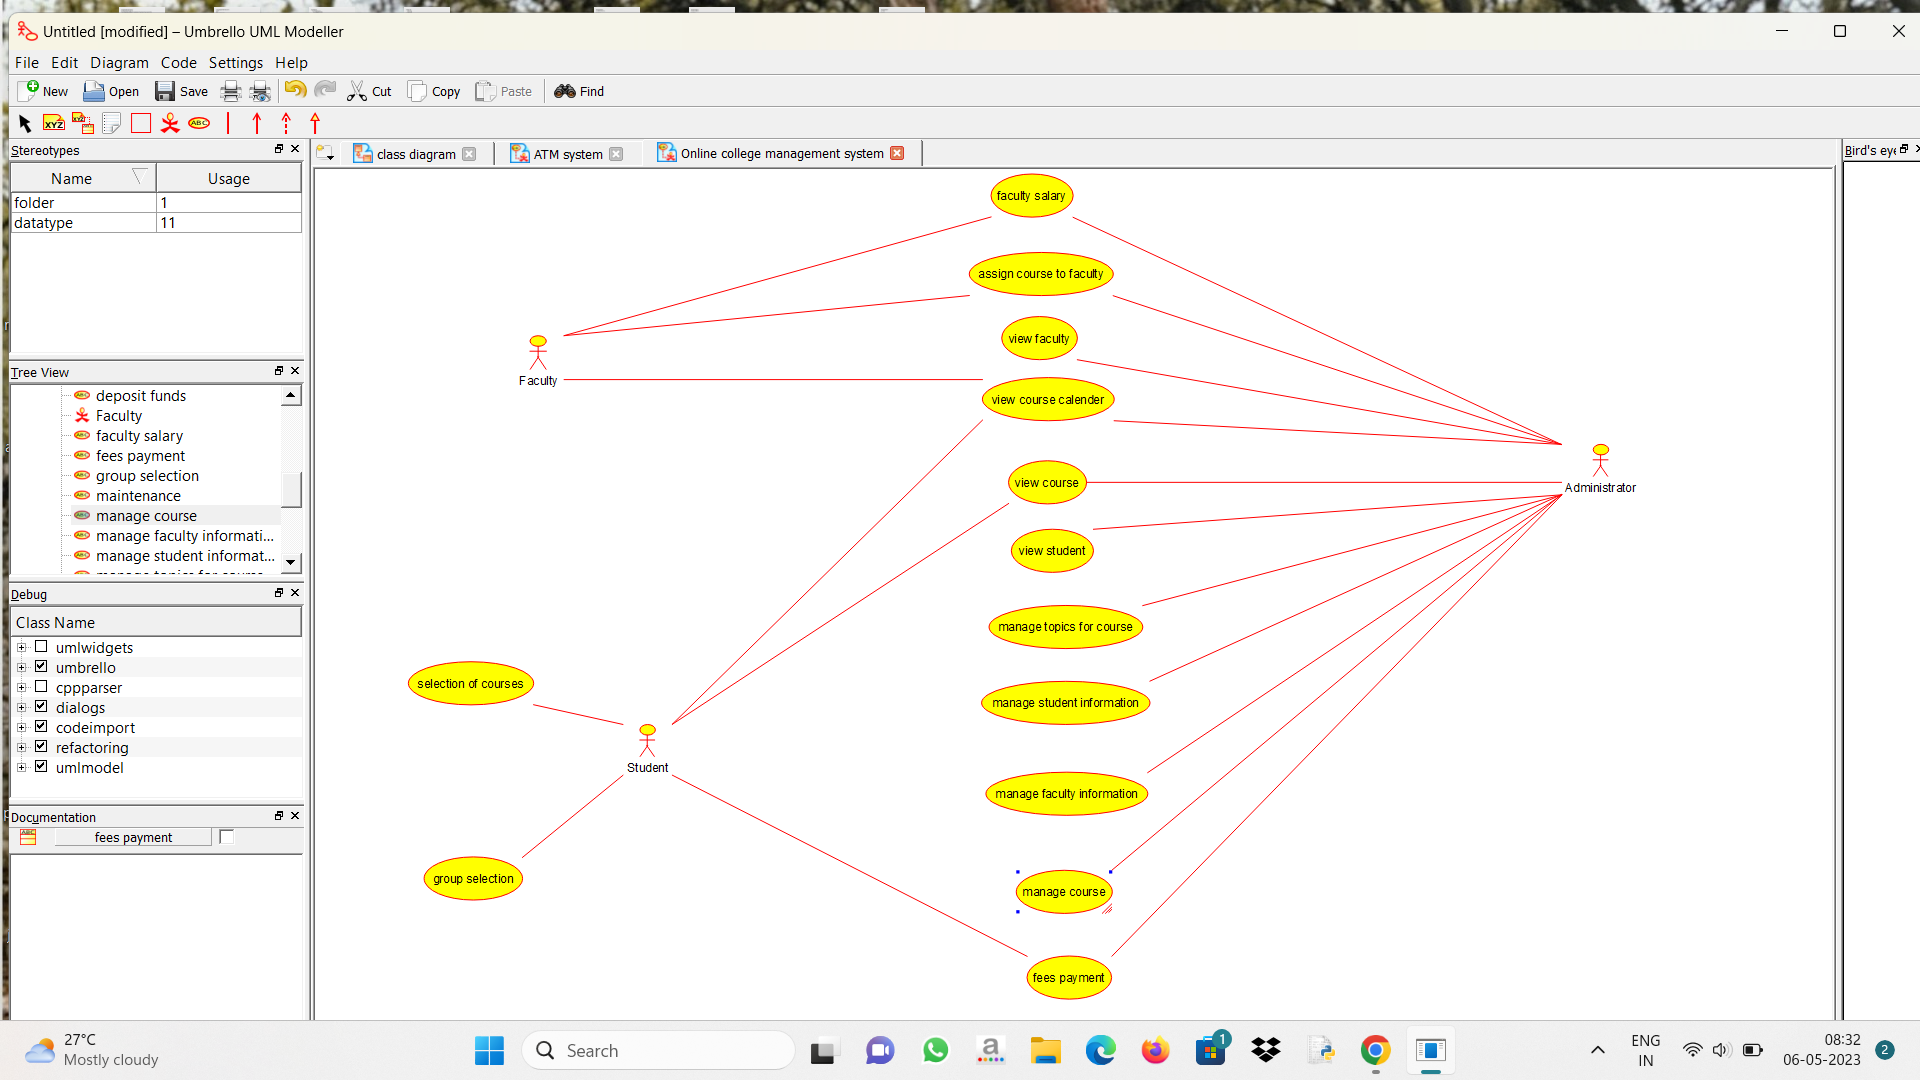 Untitled [modified] – Umbrello UML Modeller
File Edit Diagram Code Settings Help
New Open Save Cut Copy Paste Find
XYZ XYZ ABC
Stereotypes
Name Usage
folder 1
datatype 11
Tree View
deposit funds
Faculty
faculty salary
fees payment
group selection
maintenance
manage course
manage faculty informati...
manage student informat...
Debug
Class Name
umlwidgets
umbrello
cppparser
dialogs
codeimport
refactoring
umlmodel
Documentation
fees payment
class diagram ATM system Online college management system
Bird's eye
faculty salary
assign course to faculty
view faculty
Faculty
view course calender
view course
Administrator
view student
manage topics for course
selection of courses
manage student information
Student
manage faculty information
group selection
manage course
fees payment
27°C
Mostly cloudy
Search
a
1
ENG
IN
08:32
06-05-2023
2